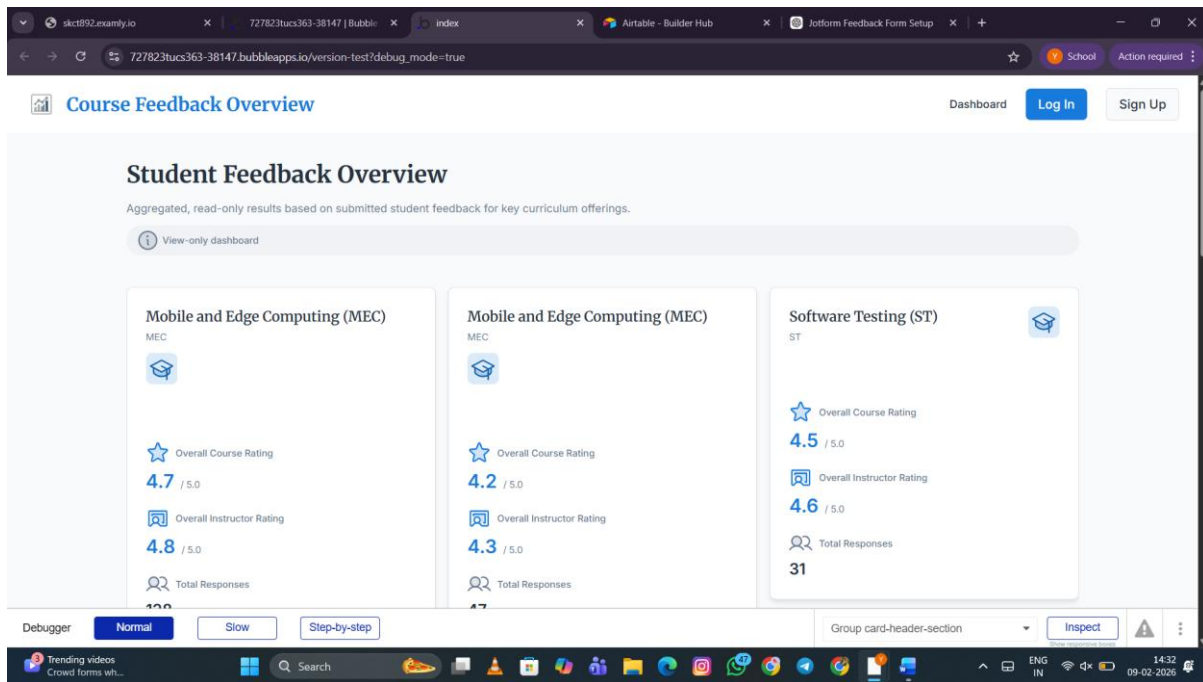 skct892.examly.io
727823tucs363-38147 | Bubble
index
Airtable - Builder Hub
Jotform Feedback Form Setup
727823tucs363-38147.bubbleapps.io/version-test?debug_mode=true
Y School
Action required
Course Feedback Overview
Dashboard
Log In
Sign Up
Student Feedback Overview
Aggregated, read-only results based on submitted student feedback for key curriculum offerings.
View-only dashboard
Mobile and Edge Computing (MEC)
MEC
Overall Course Rating
4.7 / 5.0
Overall Instructor Rating
4.8 / 5.0
Total Responses
Mobile and Edge Computing (MEC)
MEC
Overall Course Rating
4.2 / 5.0
Overall Instructor Rating
4.3 / 5.0
Total Responses
47
Software Testing (ST)
ST
Overall Course Rating
4.5 / 5.0
Overall Instructor Rating
4.6 / 5.0
Total Responses
31
Debugger
Normal
Slow
Step-by-step
Group card-header-section
Inspect
Show responsive boxes
3
Trending videos
Crowd forms wh...
Search
47
ENG
IN
14:32
09-02-2026